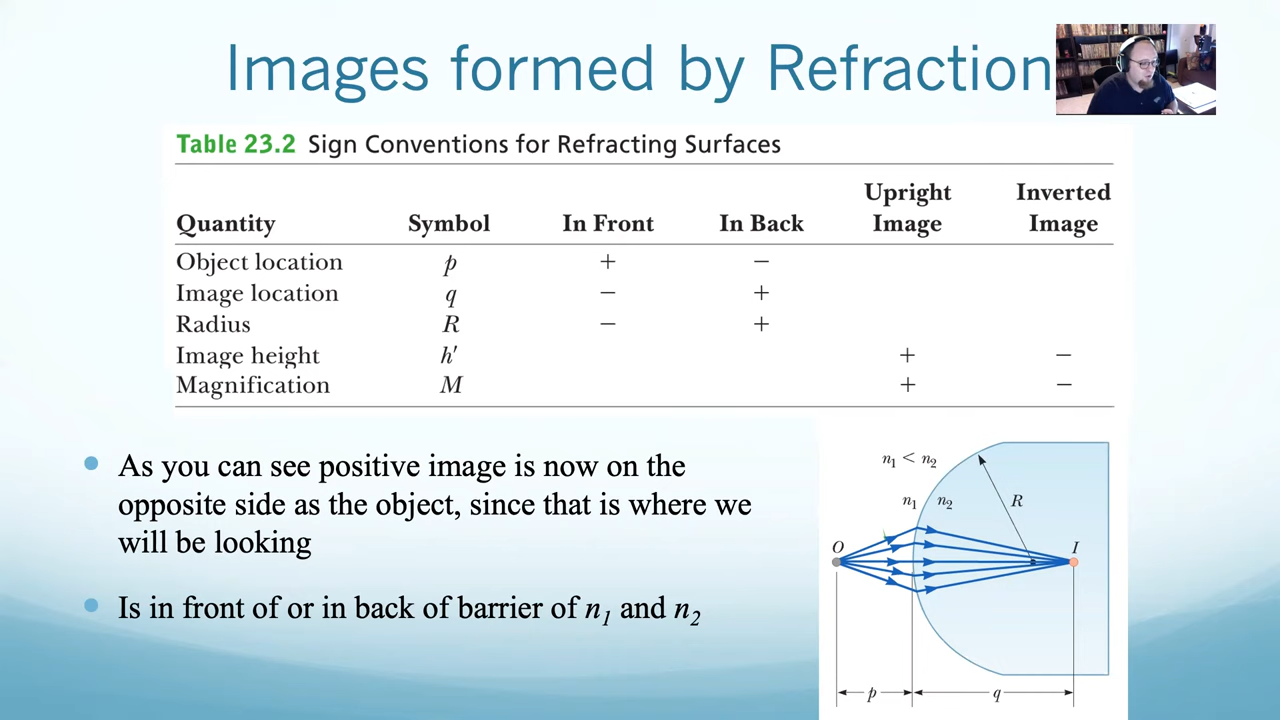 Images formed by Refraction
Table 23.2 Sign Conventions for Refracting Surfaces
Upright Inverted
Quantity Symbol In Front In Back Image Image
Object location p + −
Image location q − +
Radius R − +
Image height h′ + −
Magnification M + −
• As you can see positive image is now on the
opposite side as the object, since that is where we
will be looking
• Is in front of or in back of barrier of n₁ and n₂
n₁ < n₂
n₁ n₂ R
O I
p q